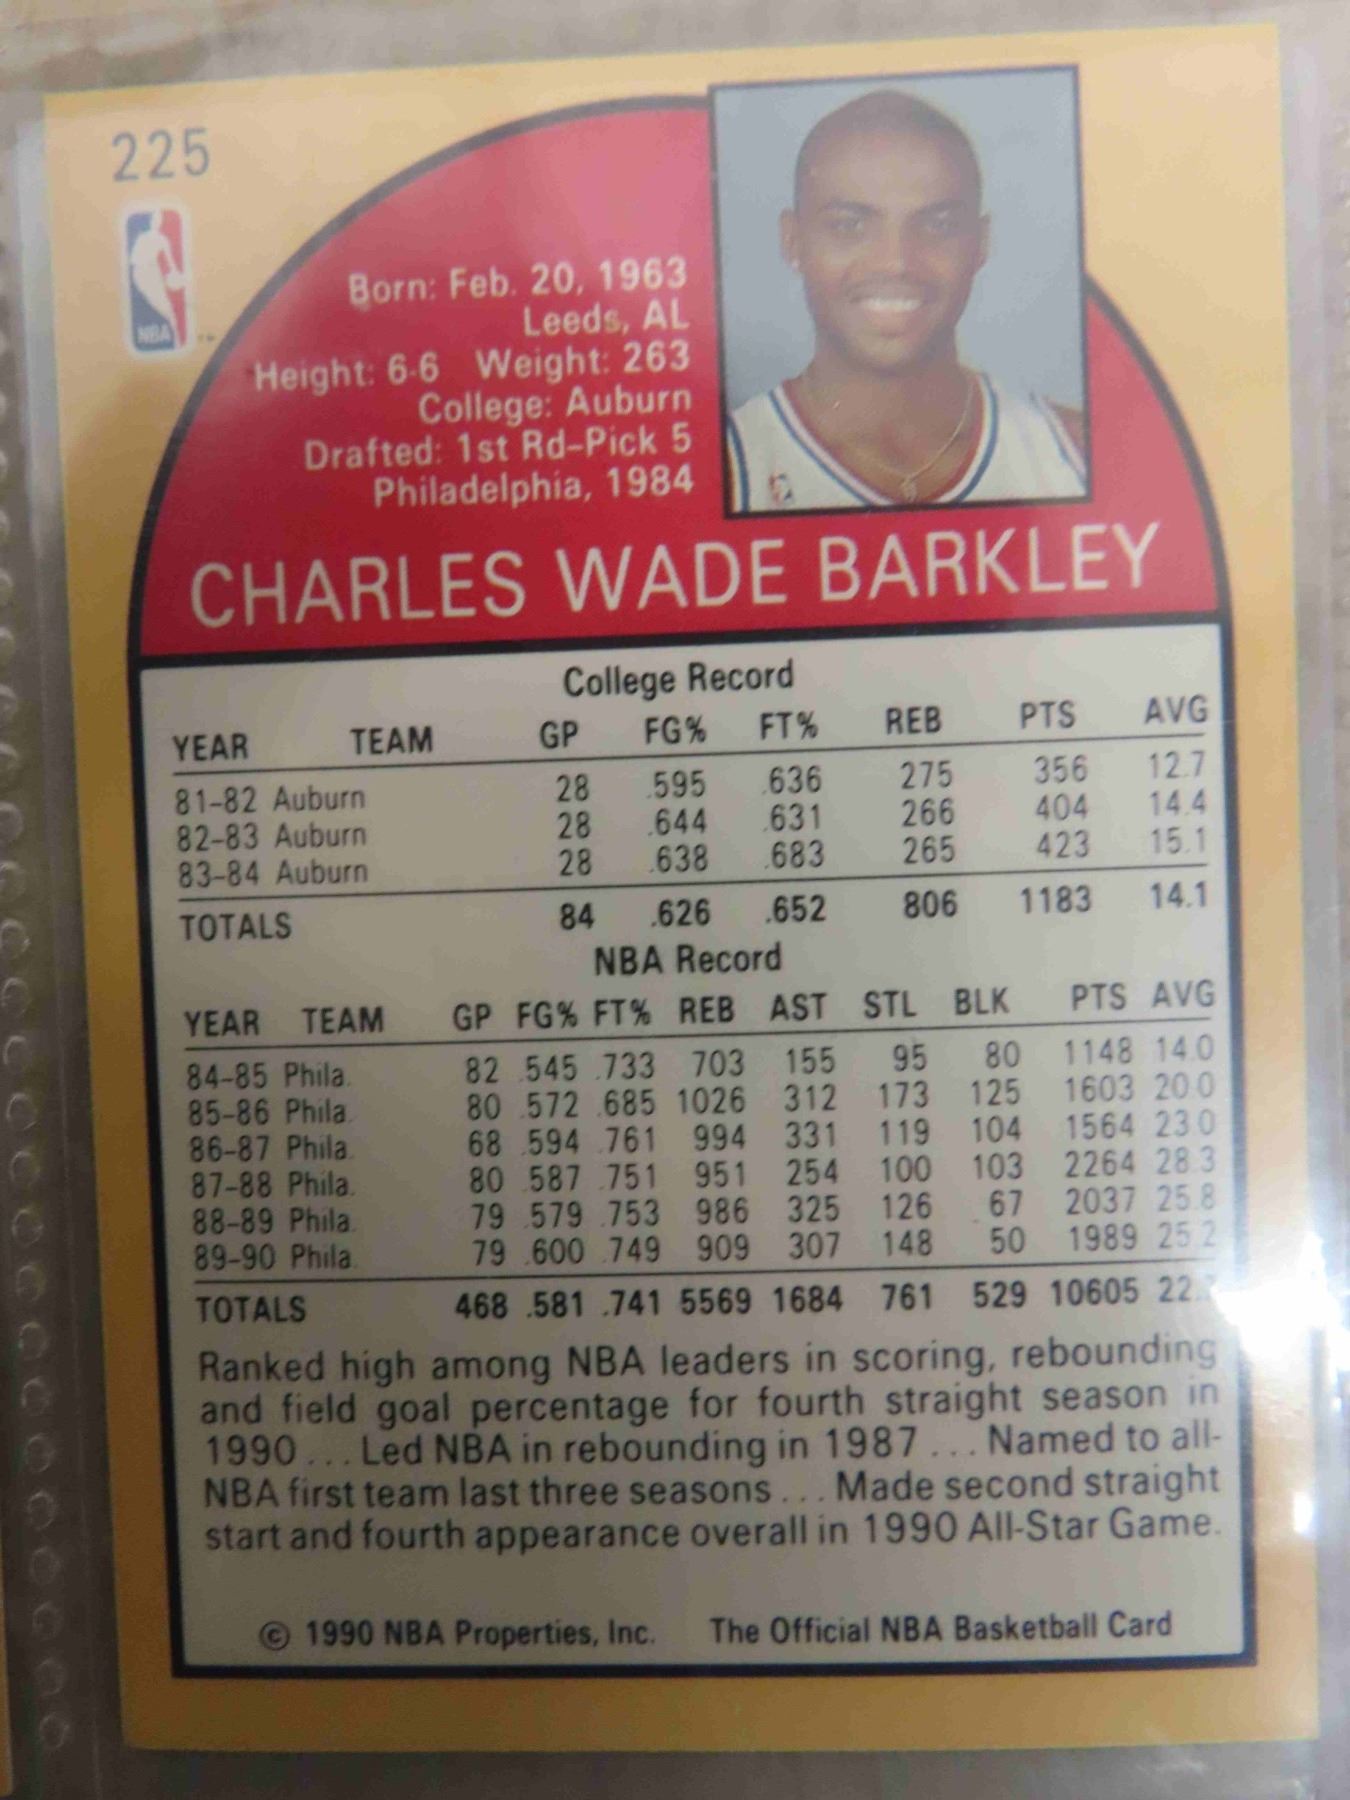 225
NBA
Born: Feb. 20, 1963
Leeds, AL
Height: 6-6 Weight: 263
College: Auburn
Drafted: 1st Rd-Pick 5
Philadelphia, 1984
CHARLES WADE BARKLEY
College Record
YEAR TEAM GP FG% FT% REB PTS AVG
81-82 Auburn 28 .595 .636 275 356 12.7
82-83 Auburn 28 .644 .631 266 404 14.4
83-84 Auburn 28 .638 .683 265 423 15.1
TOTALS 84 .626 .652 806 1183 14.1
NBA Record
YEAR TEAM GP FG% FT% REB AST STL BLK PTS AVG
84-85 Phila. 82 .545 .733 703 155 95 80 1148 14.0
85-86 Phila. 80 .572 .685 1026 312 173 125 1603 20.0
86-87 Phila. 68 .594 .761 994 331 119 104 1564 23.0
87-88 Phila. 80 .587 .751 951 254 100 103 2264 28.3
88-89 Phila. 79 .579 .753 986 325 126 67 2037 25.8
89-90 Phila. 79 .600 .749 909 307 148 50 1989 25.2
TOTALS 468 .581 .741 5569 1684 761 529 10605
Ranked high among NBA leaders in scoring, rebounding
and field goal percentage for fourth straight season in
1990 ... Led NBA in rebounding in 1987 ... Named to all-
NBA first team last three seasons ... Made second straight
start and fourth appearance overall in 1990 All-Star Game.
© 1990 NBA Properties, Inc. The Official NBA Basketball Card